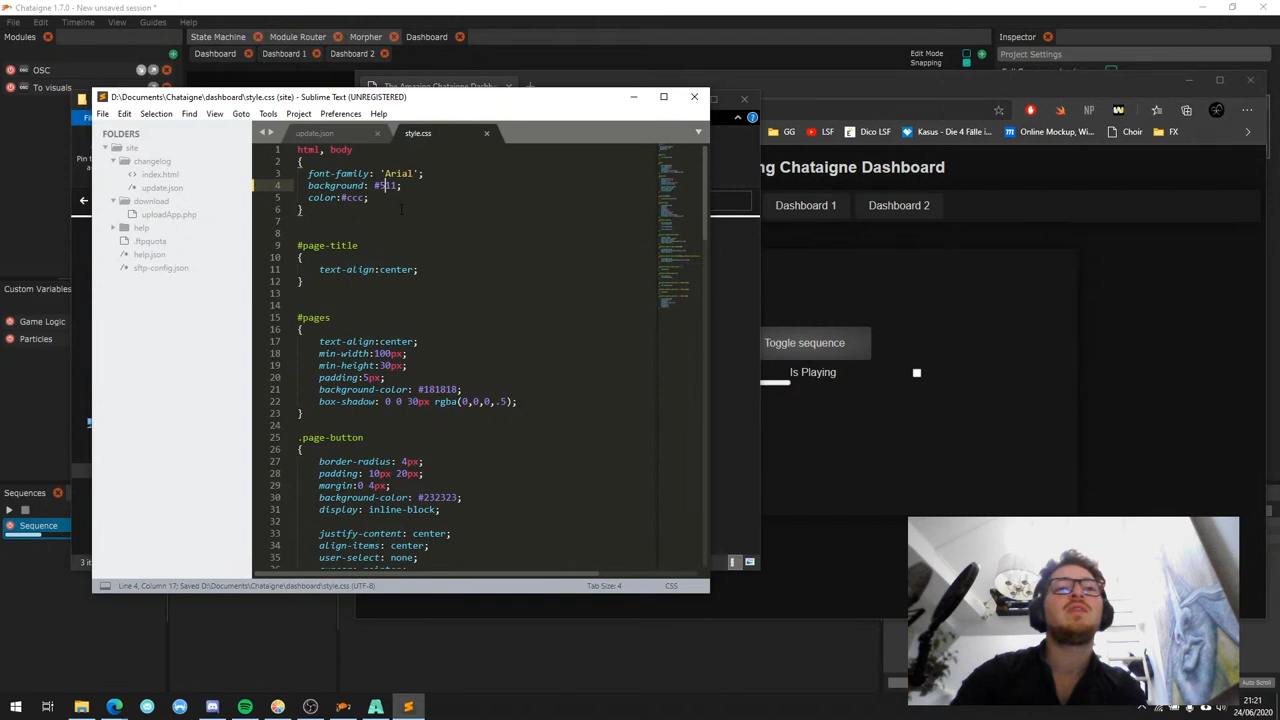 Chataigne 1.7.0 - New unsaved session *
File Edit Timeline View Guides Help
Modules
State Machine Module Router Morpher Dashboard
Inspector
Dashboard Dashboard 1 Dashboard 2
Edit Mode
Snapping
Project Settings
OSC
To visuals
D:\Documents\Chataigne\dashboard\style.css (site) - Sublime Text (UNREGISTERED)
File Edit Selection Find Goto View Tools Project Preferences Help
FOLDERS
site
changelog
index.html
update.json
download
uploadApp.php
help
.ftpquota
help.json
sftp-config.json
update.json style.css
1 html, body
2 {
3 font-family: 'Arial';
4 background: #511;
5 color:#ccc;
6 }
7
8
9 #page-title
10 {
11 text-align:center;
12 }
13
14
15 #pages
16 {
17 text-align:center;
18 min-width:100px;
19 min-height:30px;
20 padding:5px;
21 background-color: #181818;
22 box-shadow: 0 0 30px rgba(0,0,0,.5);
23 }
24
25 .page-button
26 {
27 border-radius: 4px;
28 padding: 10px 20px;
29 margin:0 4px;
30 background-color: #232323;
31 display: inline-block;
32
33 justify-content: center;
34 align-items: center;
35 user-select: none;
Line 4, Column 17; Saved D:\Documents\Chataigne\dashboard\style.css (UTF-8)
Tab Size: 4
CSS
GG LSF Dico LSF Kasus - Die 4 Fälle i... Online Mockup, Wi...
NP
ng Chataigne Dashboard
Dashboard 1 Dashboard 2
Toggle sequence
Is Playing
Custom Variables
Game Logic
Particles
Sequences
Sequence
Auto Scroll
21:21
24/06/2020